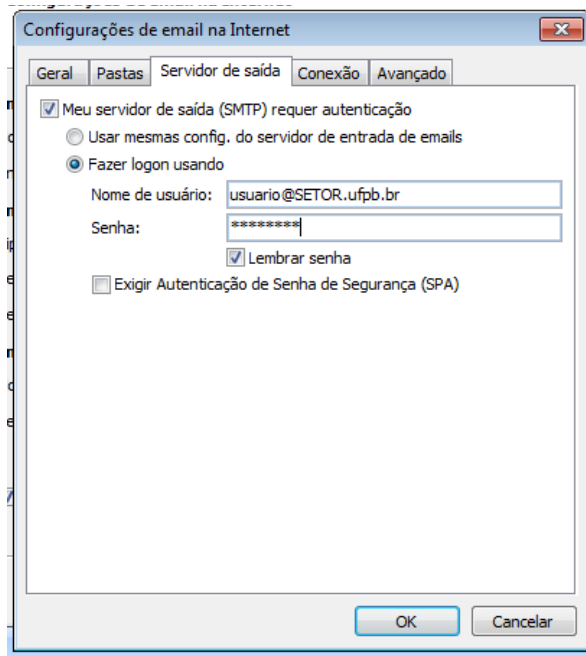 Configurações de email na Internet
Geral Pastas Servidor de saída Conexão Avançado
Meu servidor de saída (SMTP) requer autenticação
Usar mesmas config. do servidor de entrada de emails
Fazer logon usando
Nome de usuário: usuario@SETOR.ufpb.br
Senha: ********
Lembrar senha
Exigir Autenticação de Senha de Segurança (SPA)
OK Cancelar